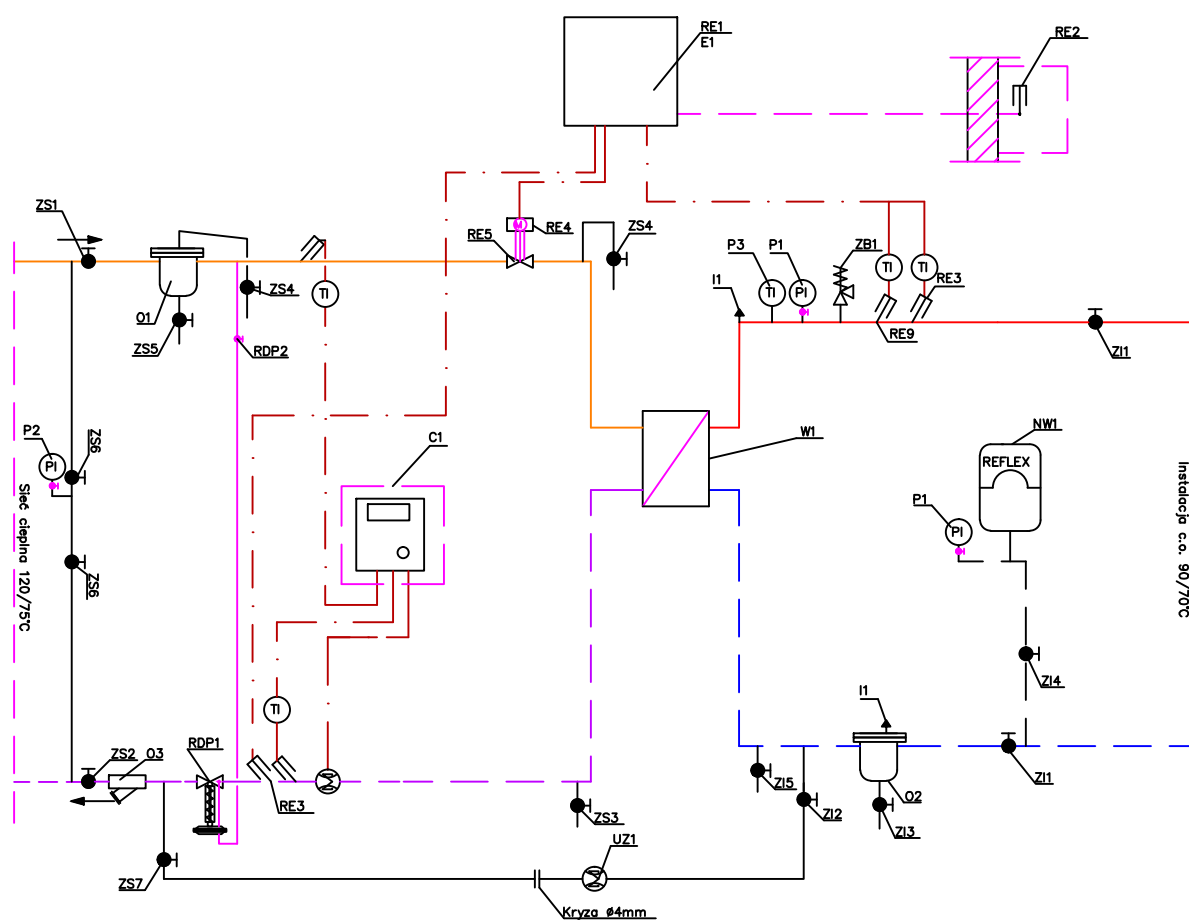 RE1
E1
RE2
ZS1
RE5
M
RE4
ZS4
P3
P1
ZB1
I1
TI
PI
TI
TI
RE3
RE9
ZI1
O1
ZS5
ZS4
TI
RDP2
P2
PI
ZS6
ZS6
Sieć cieplna 120/75°C
C1
W1
NW1
REFLEX
P1
PI
Instalacja c.o. 90/70°C
ZI4
I1
TI
ZS2
O3
RDP1
RE3
ZS3
ZI5
ZI2
O2
ZI3
ZI1
UZ1
ZS7
Kryza ø4mm